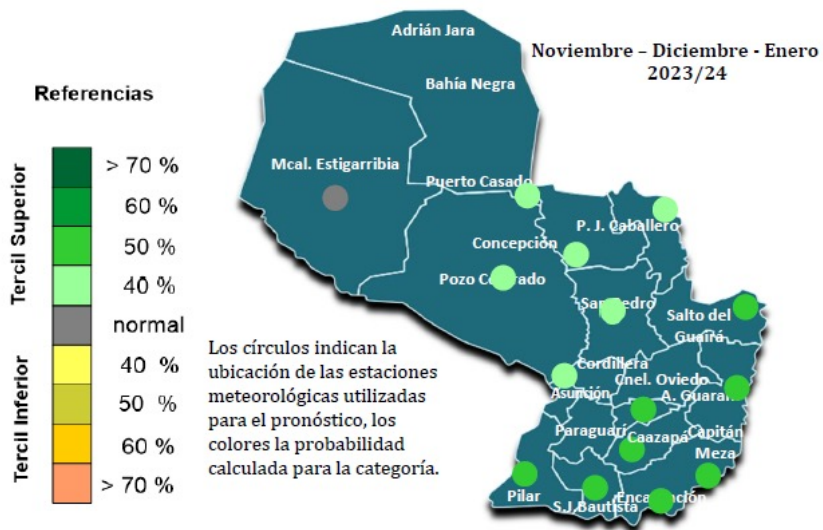 Noviembre – Diciembre - Enero
2023/24
Referencias
Tercil Superior
> 70 %
60 %
50 %
40 %
normal
Tercil Inferior
40 %
50 %
60 %
> 70 %
Los círculos indican la
ubicación de las estaciones
meteorológicas utilizadas
para el pronóstico, los
colores la probabilidad
calculada para la categoría.
Adrián Jara
Bahía Negra
Mcal. Estigarribia
Puerto Casado
P. J. Caballero
Concepción
Pozo Colorado
San Pedro
Salto del
Guairá
Cordillera
Cnel. Oviedo
Asunción
A. Guaraní
Paraguarí
Caazapá
Capitán
Meza
Pilar
S.J.Bautista
Encarnación